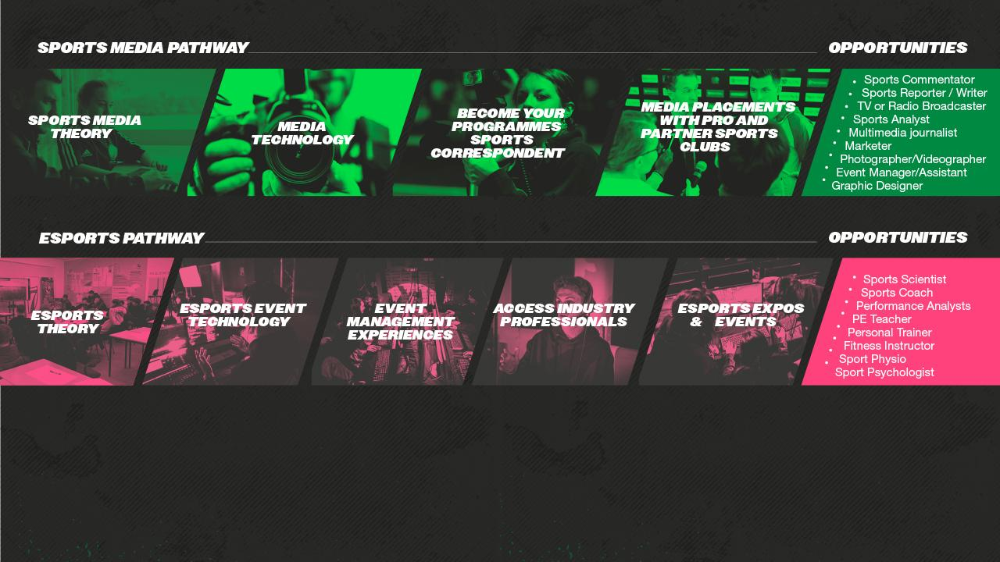 SPORTS MEDIA PATHWAY
OPPORTUNITIES
SPORTS MEDIA
THEORY
MEDIA
TECHNOLOGY
BECOME YOUR
PROGRAMMES
SPORTS
CORRESPONDENT
MEDIA PLACEMENTS
WITH PRO AND
PARTNER SPORTS
CLUBS
• Sports Commentator
• Sports Reporter / Writer
• TV or Radio Broadcaster
• Sports Analyst
• Multimedia journalist
• Marketer
• Photographer/Videographer
• Event Manager/Assistant
• Graphic Designer
ESPORTS PATHWAY
OPPORTUNITIES
ESPORTS
THEORY
ESPORTS EVENT
TECHNOLOGY
EVENT
MANAGEMENT
EXPERIENCES
ACCESS INDUSTRY
PROFESSIONALS
ESPORTS EXPOS
& EVENTS
• Sports Scientist
• Sports Coach
• Performance Analysts
• PE Teacher
• Personal Trainer
• Fitness Instructor
• Sport Physio
• Sport Psychologist